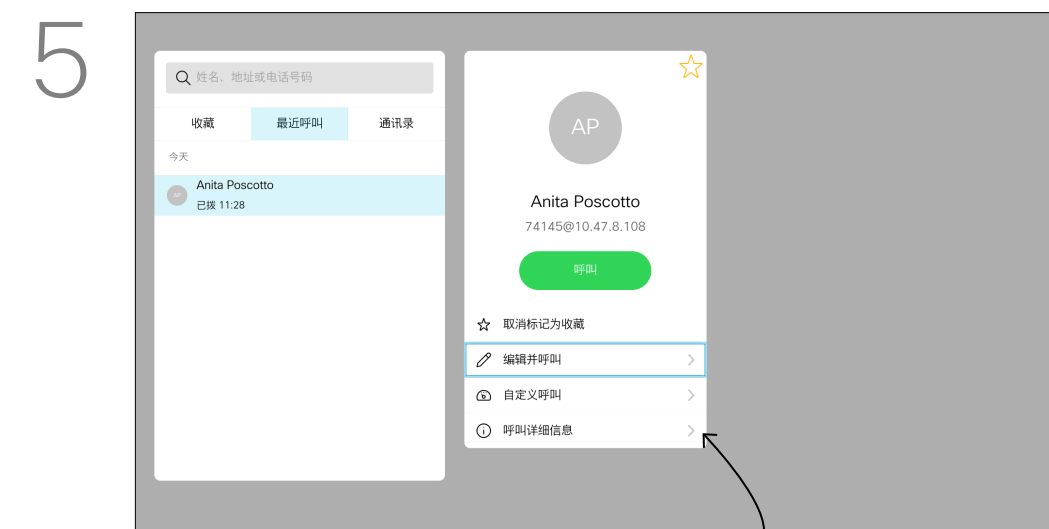 5
姓名、地址或电话号码
收藏 最近呼叫 通讯录
今天
AP
Anita Poscotto
已拨 11:28
AP
Anita Poscotto
74145@10.47.8.108
呼叫
取消标记为收藏
编辑并呼叫
自定义呼叫
呼叫详细信息